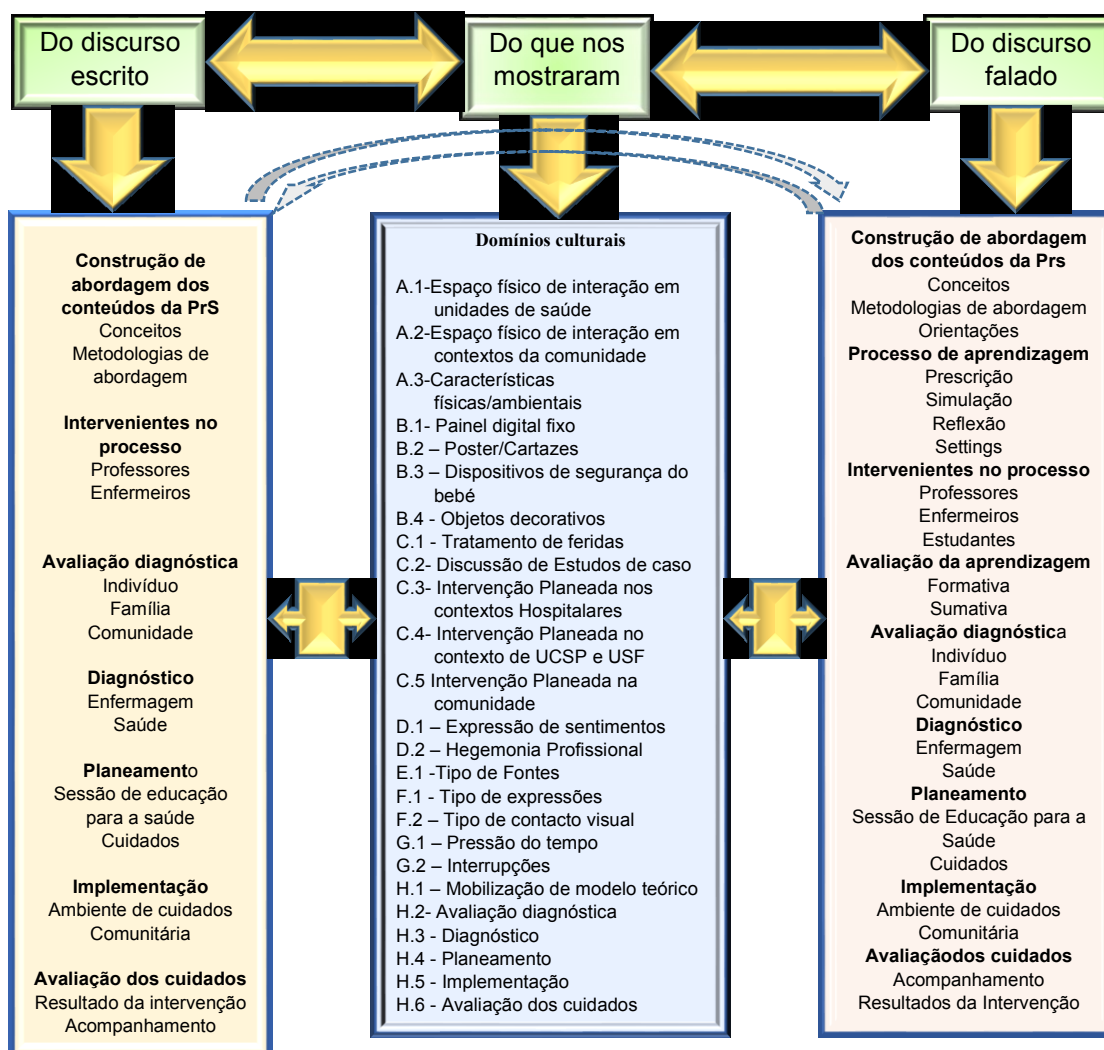 Do discurso
escrito
Do que nos
mostraram
Do discurso
falado
Construção de
abordagem dos
conteúdos da PrS
Conceitos
Metodologias de
abordagem
Intervenientes no
processo
Professores
Enfermeiros
Avaliação diagnóstica
Indivíduo
Família
Comunidade
Diagnóstico
Enfermagem
Saúde
Planeamento
Sessão de educação
para a saúde
Cuidados
Implementação
Ambiente de cuidados
Comunitária
Avaliação dos cuidados
Resultado da intervenção
Acompanhamento
Domínios culturais
A.1-Espaço físico de interação em
unidades de saúde
A.2-Espaço físico de interação em
contextos da comunidade
A.3-Características
físicas/ambientais
B.1- Painel digital fixo
B.2 – Poster/Cartazes
B.3 – Dispositivos de segurança do
bebé
B.4 - Objetos decorativos
C.1 - Tratamento de feridas
C.2- Discussão de Estudos de caso
C.3- Intervenção Planeada nos
contextos Hospitalares
C.4- Intervenção Planeada no
contexto de UCSP e USF
C.5 Intervenção Planeada na
comunidade
D.1 – Expressão de sentimentos
D.2 – Hegemonia Profissional
E.1 -Tipo de Fontes
F.1 - Tipo de expressões
F.2 – Tipo de contacto visual
G.1 – Pressão do tempo
G.2 – Interrupções
H.1 – Mobilização de modelo teórico
H.2- Avaliação diagnóstica
H.3 - Diagnóstico
H.4 - Planeamento
H.5 - Implementação
H.6 - Avaliação dos cuidados
Construção de abordagem
dos conteúdos da Prs
Conceitos
Metodologias de abordagem
Orientações
Processo de aprendizagem
Prescrição
Simulação
Reflexão
Settings
Intervenientes no processo
Professores
Enfermeiros
Estudantes
Avaliação da aprendizagem
Formativa
Sumativa
Avaliação diagnóstica
Indivíduo
Família
Comunidade
Diagnóstico
Enfermagem
Saúde
Planeamento
Sessão de Educação para a
Saúde
Cuidados
Implementação
Ambiente de cuidados
Comunitária
Avaliaçãodos cuidados
Acompanhamento
Resultados da Intervenção